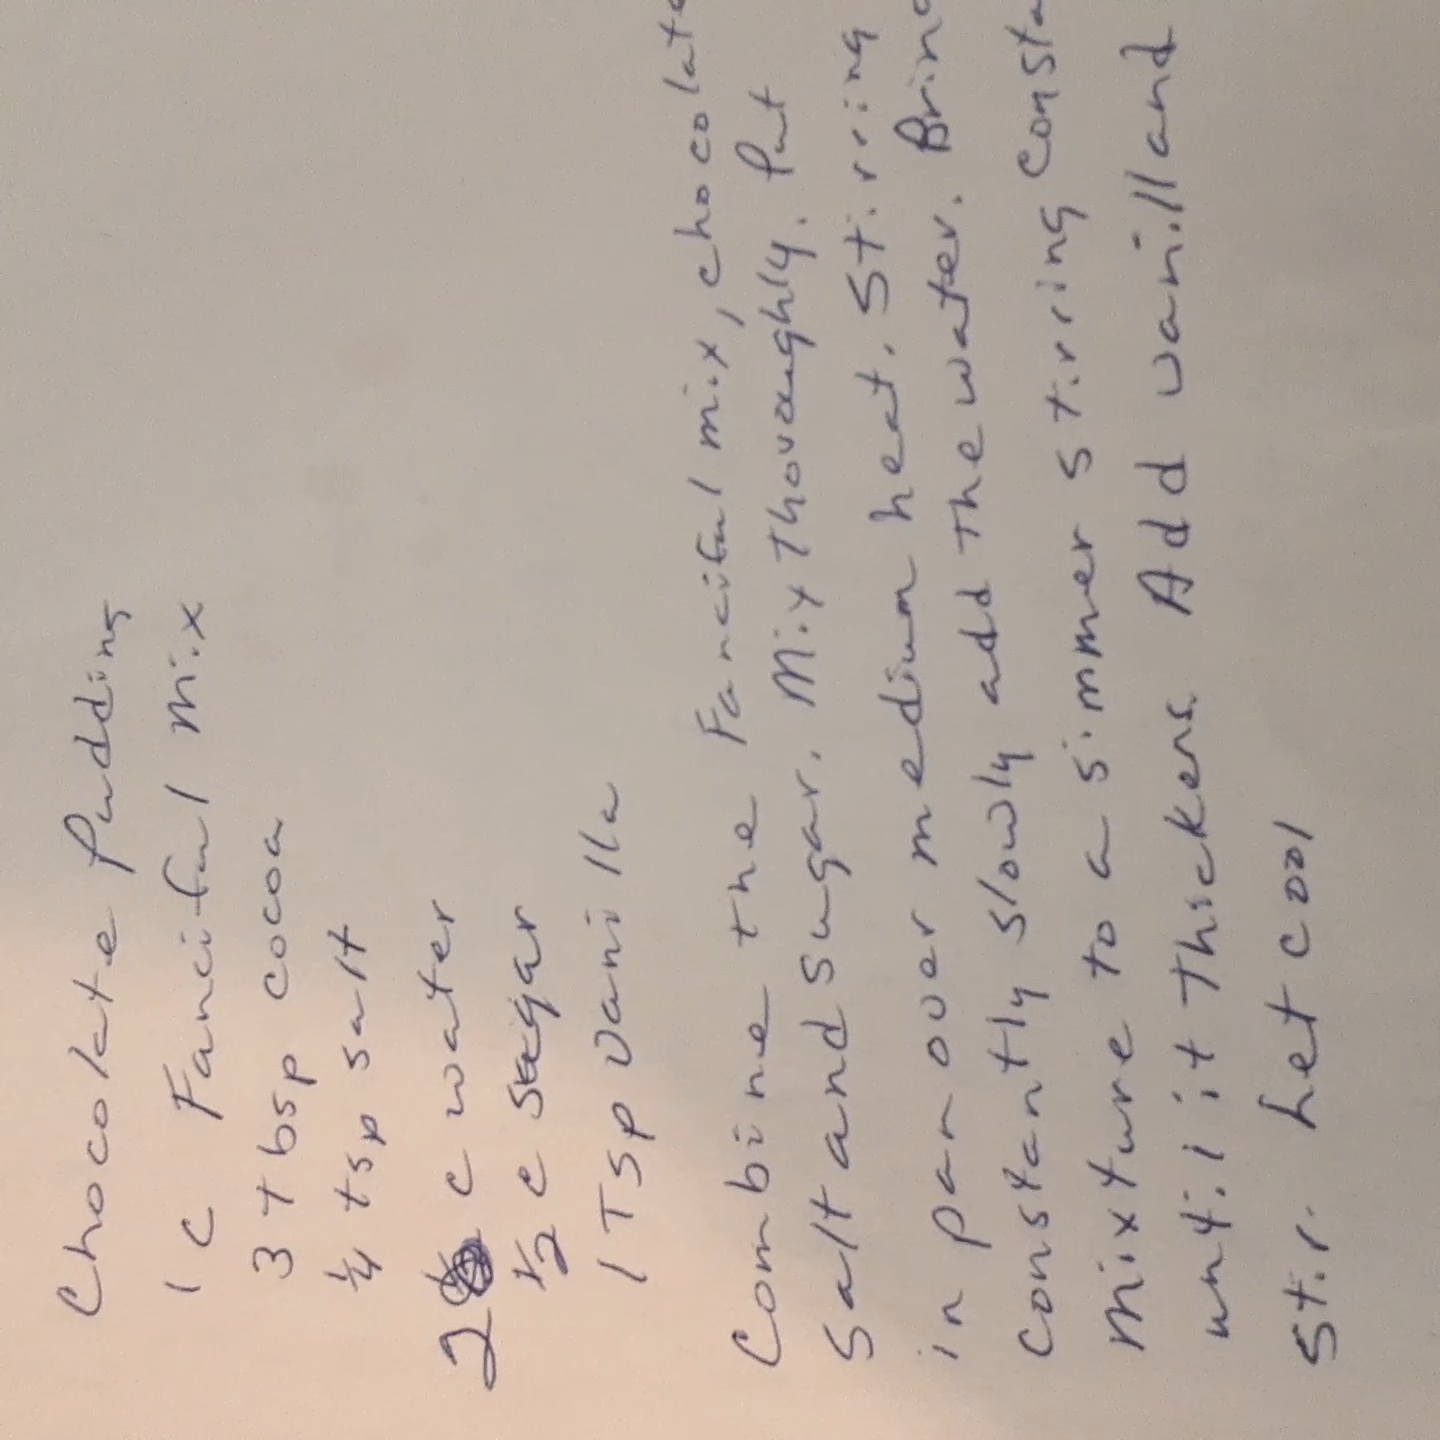 Chocolate Pudding
1 c Fanciful mix
3 tbsp cocoa
¼ tsp salt
2 c water
½ c sugar
1 Tsp vanilla
Combine the Fanciful mix, chocolate
salt and sugar. Mix thoroughly. Put
in pan over medium heat. Stirring
constantly slowly add the water. Bring
mixture to a simmer stirring consta
until it thickens. Add vanill and
stir. Let cool